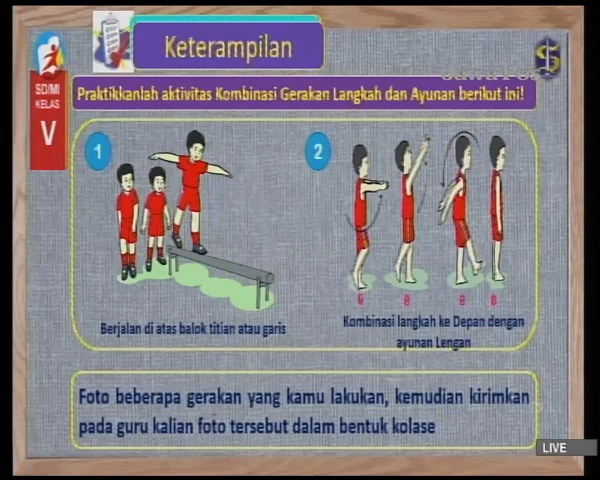 Keterampilan
SD/MI
KELAS
V
Praktikkanlah aktivitas Kombinasi Gerakan Langkah dan Ayunan berikut ini!
1
2
Berjalan di atas balok titian atau garis
Kombinasi langkah ke Depan dengan
ayunan Lengan
Foto beberapa gerakan yang kamu lakukan, kemudian kirimkan
pada guru kalian foto tersebut dalam bentuk kolase
LIVE